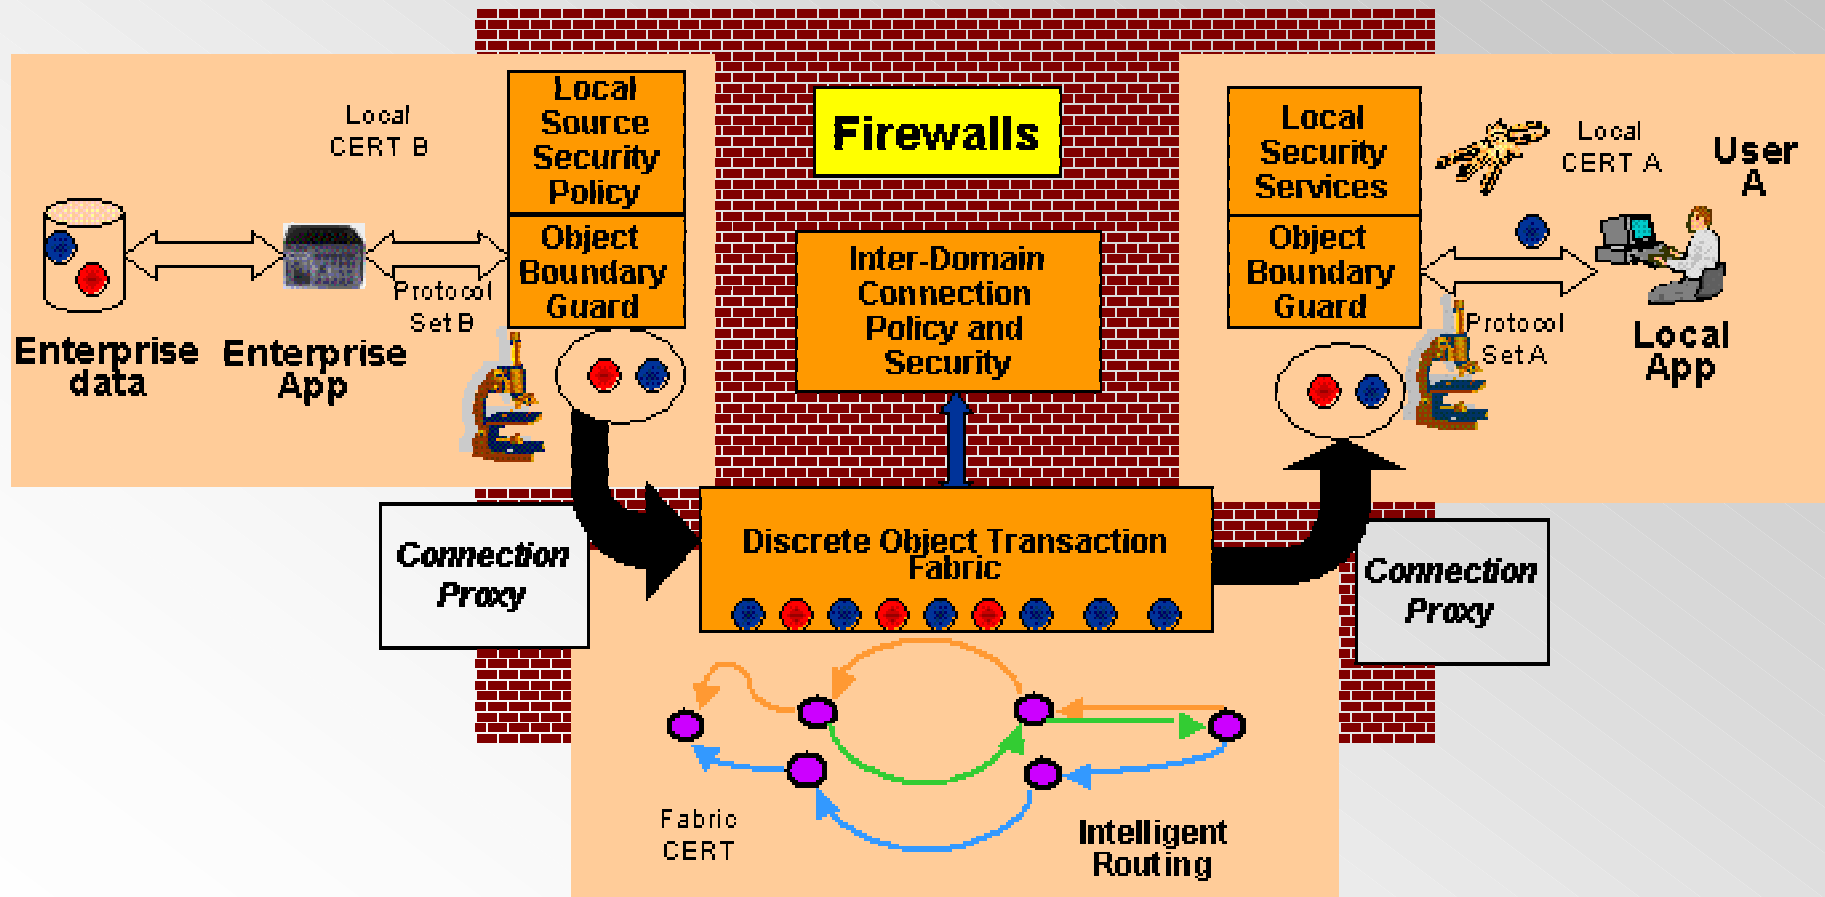 Local
CERT B
Local
Source
Security
Policy
Object
Boundary
Guard
Protocol
Set B
Enterprise
data
Enterprise
App
Firewalls
Inter-Domain
Connection
Policy and
Security
Local
Security
Services
Object
Boundary
Guard
Local
CERT A
User
A
Protocol
Set A
Local
App
Connection
Proxy
Discrete Object Transaction
Fabric
Connection
Proxy
Fabric
CERT
Intelligent
Routing